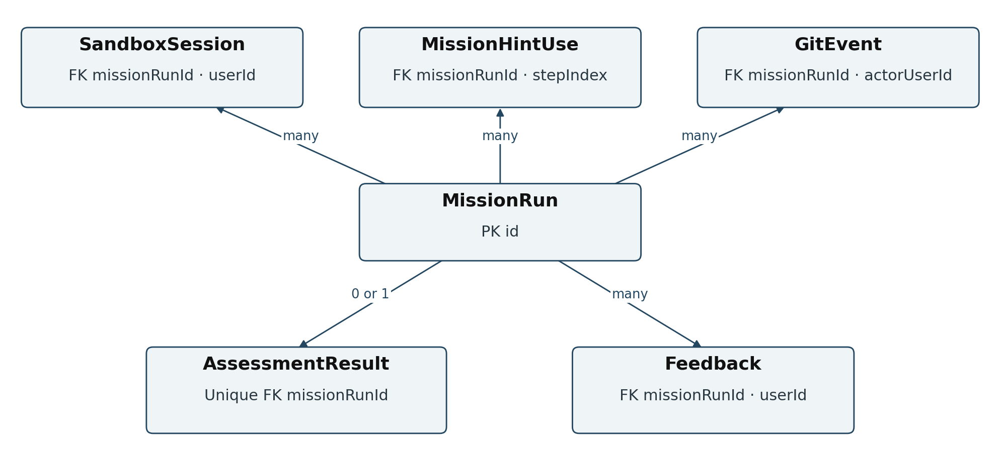 SandboxSession
FK missionRunId · userId
MissionHintUse
FK missionRunId · stepIndex
GitEvent
FK missionRunId · actorUserId
many
many
many
MissionRun
PK id
0 or 1
many
AssessmentResult
Unique FK missionRunId
Feedback
FK missionRunId · userId